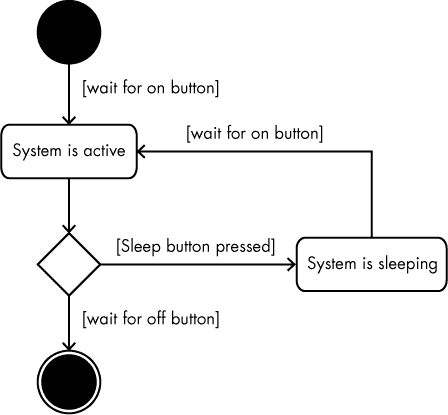 [wait for on button]
[wait for on button]
System is active
[Sleep button pressed]
System is sleeping
[wait for off button]